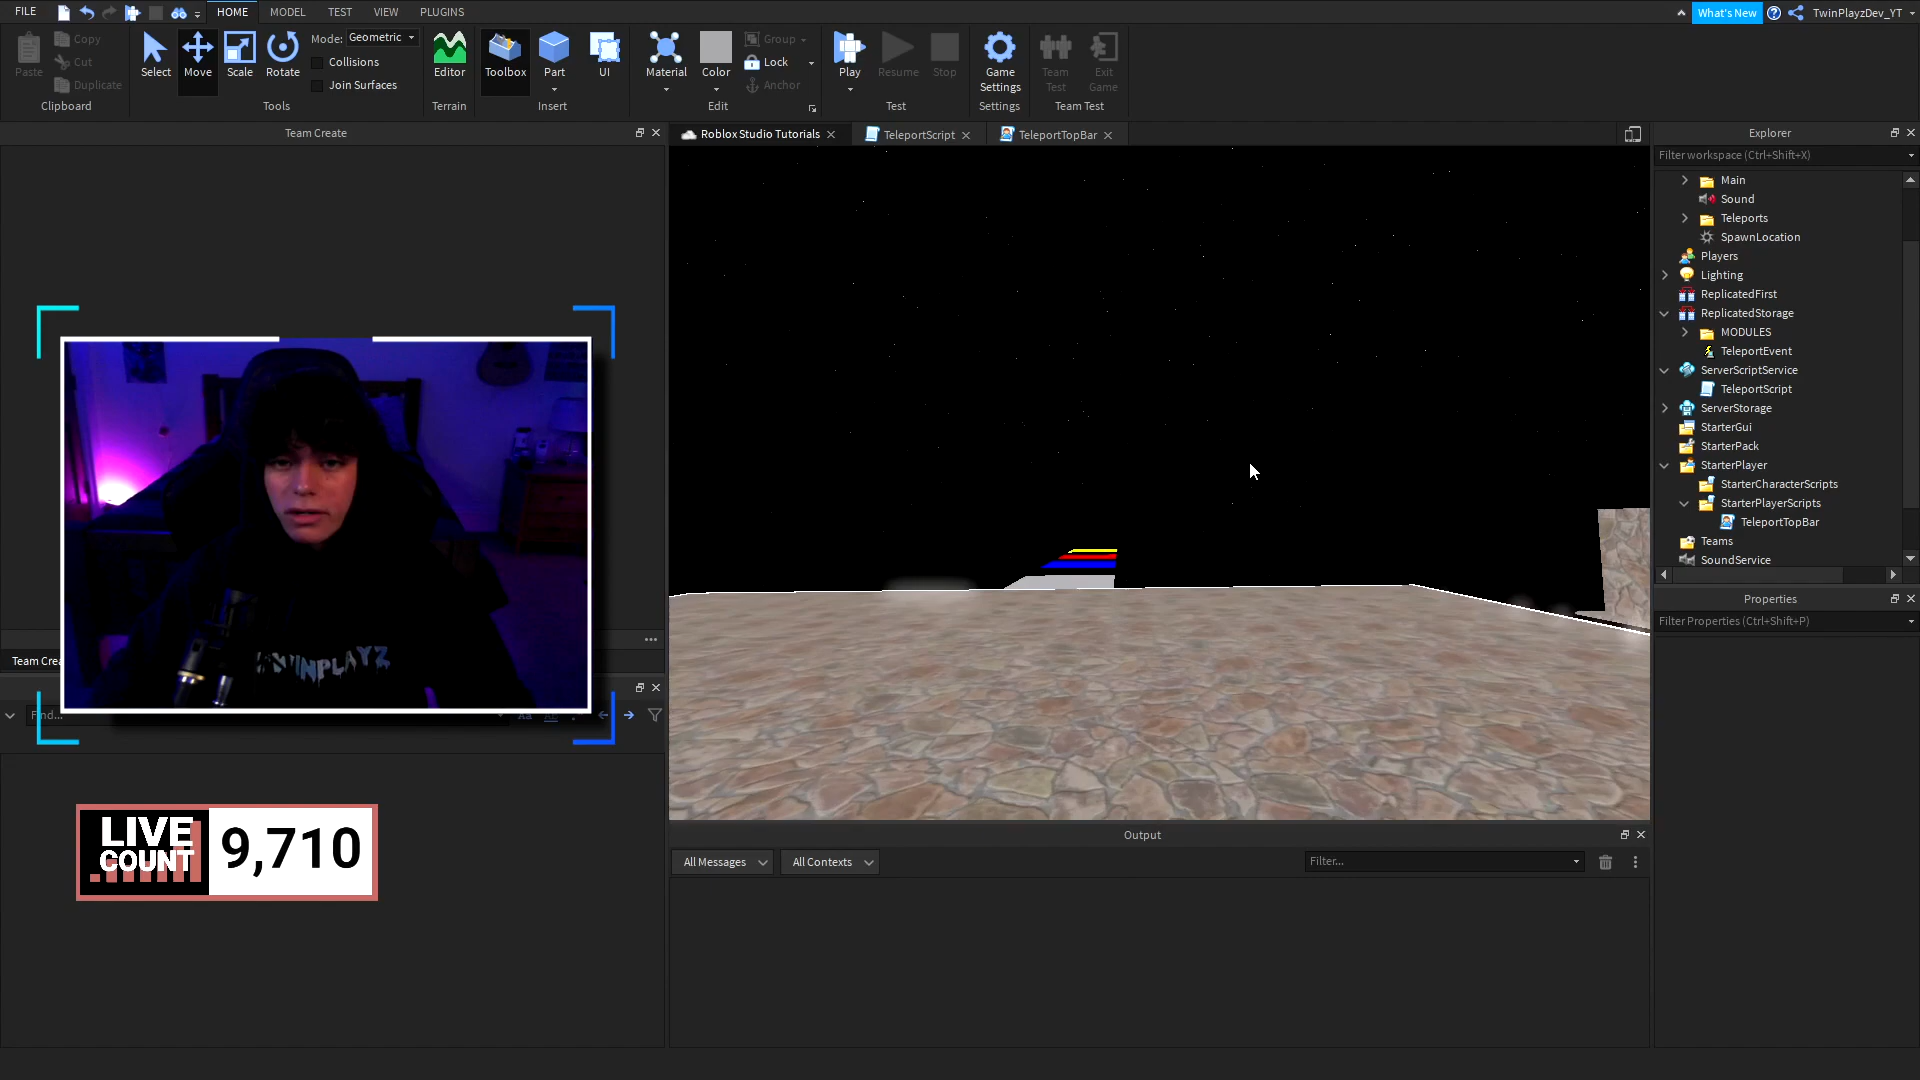 FILE HOME MODEL TEST VIEW PLUGINS What's New TwinPlayzDev_YT
Paste Copy Cut Duplicate Clipboard
Select Move Scale Rotate Mode: Geometric Collisions Join Surfaces Tools
Editor Terrain
Toolbox Part UI Insert
Material Color Group Lock Anchor Edit
Play Resume Stop Test
Game Settings Settings
Team Test Exit Game Team Test
Team Create
Roblox Studio Tutorials TeleportScript TeleportTopBar
Explorer
Filter workspace (Ctrl+Shift+X)
Main
Sound
Teleports
SpawnLocation
Players
Lighting
ReplicatedFirst
ReplicatedStorage
MODULES
TeleportEvent
ServerScriptService
TeleportScript
ServerStorage
StarterGui
StarterPack
StarterPlayer
StarterCharacterScripts
StarterPlayerScripts
TeleportTopBar
Teams
SoundService
Properties
Filter Properties (Ctrl+Shift+P)
Team Crea
Find...
LIVE
COUNT
9,710
Output
All Messages All Contexts Filter...